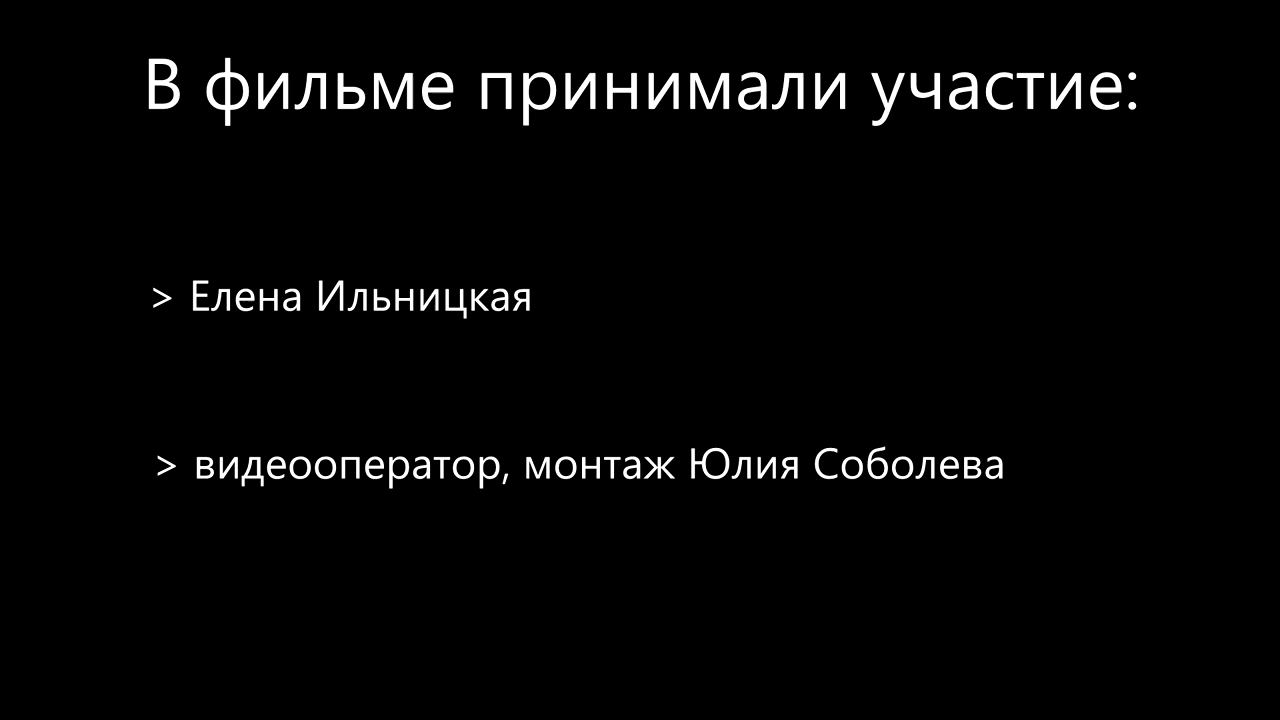 В фильме принимали участие:
> Елена Ильницкая
> видеооператор, монтаж Юлия Соболева